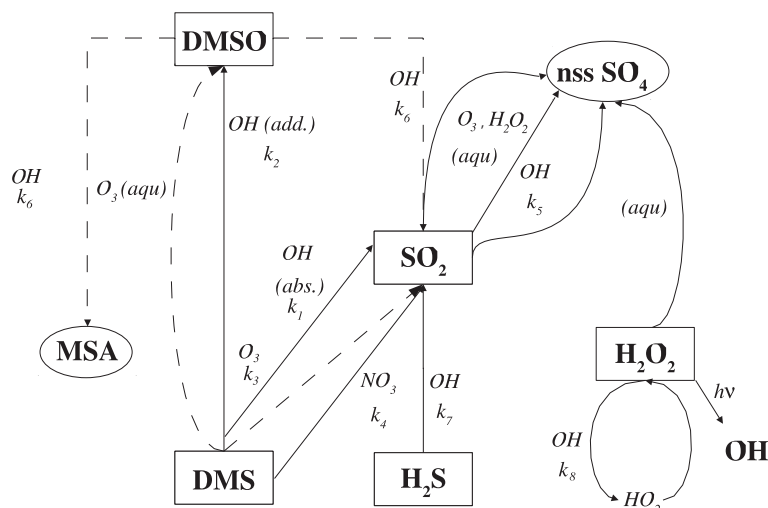 DMSO
nss SO₄
OH
k₆
O₃, H₂O₂
(aqu)
OH (add.)
k₂
OH
k₆
O₃ (aqu)
OH
k₅
(aqu)
SO₂
OH
(abs.)
k₁
MSA
H₂O₂
O₃
k₃
NO₃
k₄
OH
k₇
hν
OH
k₈
OH
DMS
H₂S
HO₂